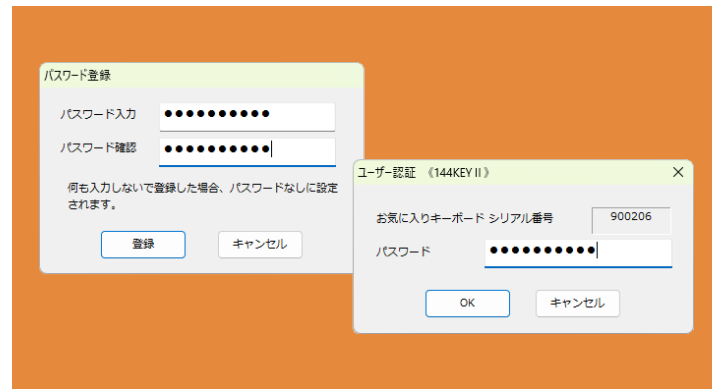 パスワード登録
パスワード入力
●●●●●●●●●●
パスワード確認
●●●●●●●●●●
何も入力しないで登録した場合、パスワードなしに設定
されます。
登録
キャンセル
ユーザー認証 《144KEYⅡ》
お気に入りキーボード シリアル番号
900206
パスワード
●●●●●●●●●●
OK
キャンセル